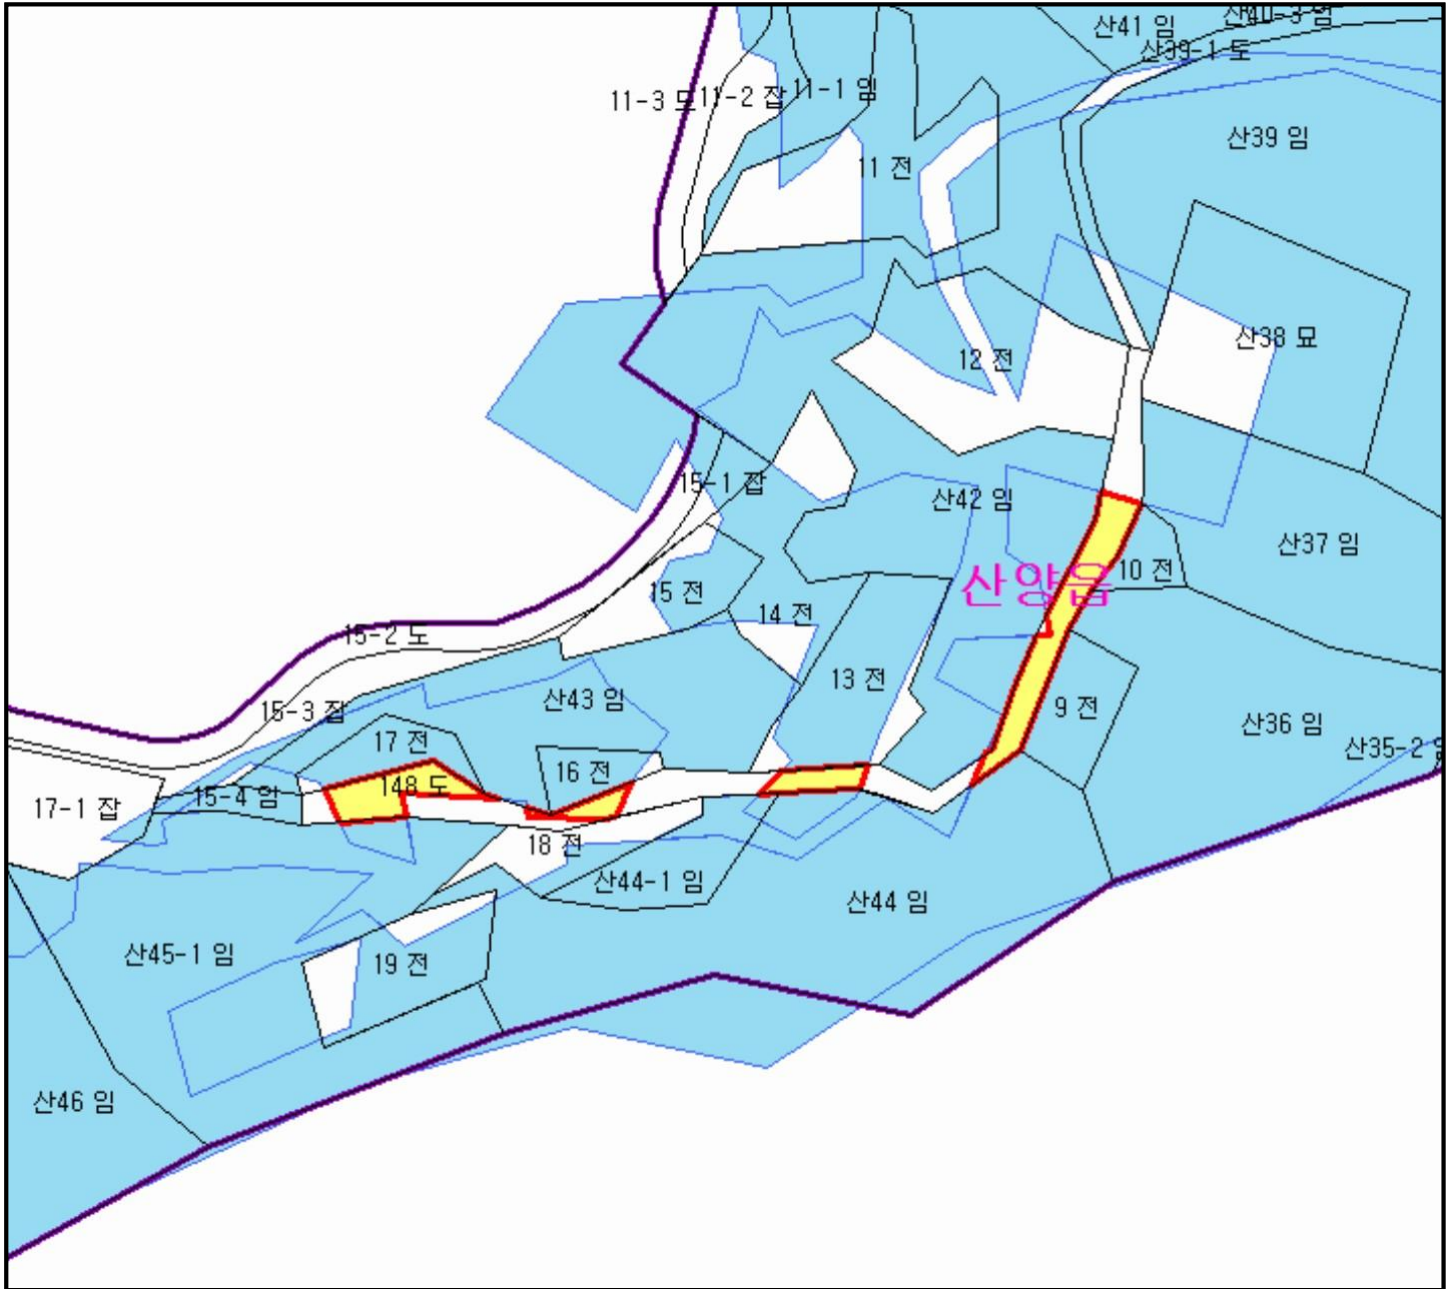 산41 임
산40-3 임
산39-1 도
11-3 도
11-2 잡
11-1 임
산39 임
11 전
산38 묘
12 전
15-1 잡
산42 임
산37 임
10 전
산양읍
15 전
14 전
15-2 도
13 전
산43 임
15-3 잡
9 전
산36 임
17 전
산35-2 임
16 전
148 도
15-4 임
17-1 잡
18 전
산44-1 임
산44 임
산45-1 임
19 전
산46 임